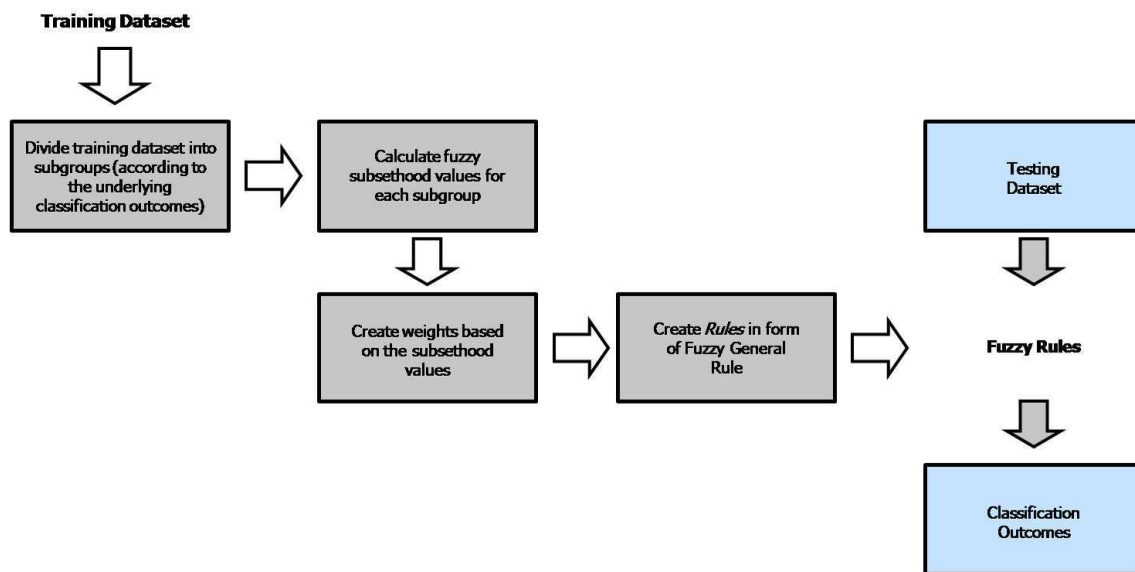 Training Dataset
Divide training dataset into
subgroups (according to
the underlying
classification outcomes)
Calculate fuzzy
subsethood values for
each subgroup
Testing
Dataset
Create weights based
on the subsethood
values
Create Rules in form
of Fuzzy General
Rule
Fuzzy Rules
Classification
Outcomes